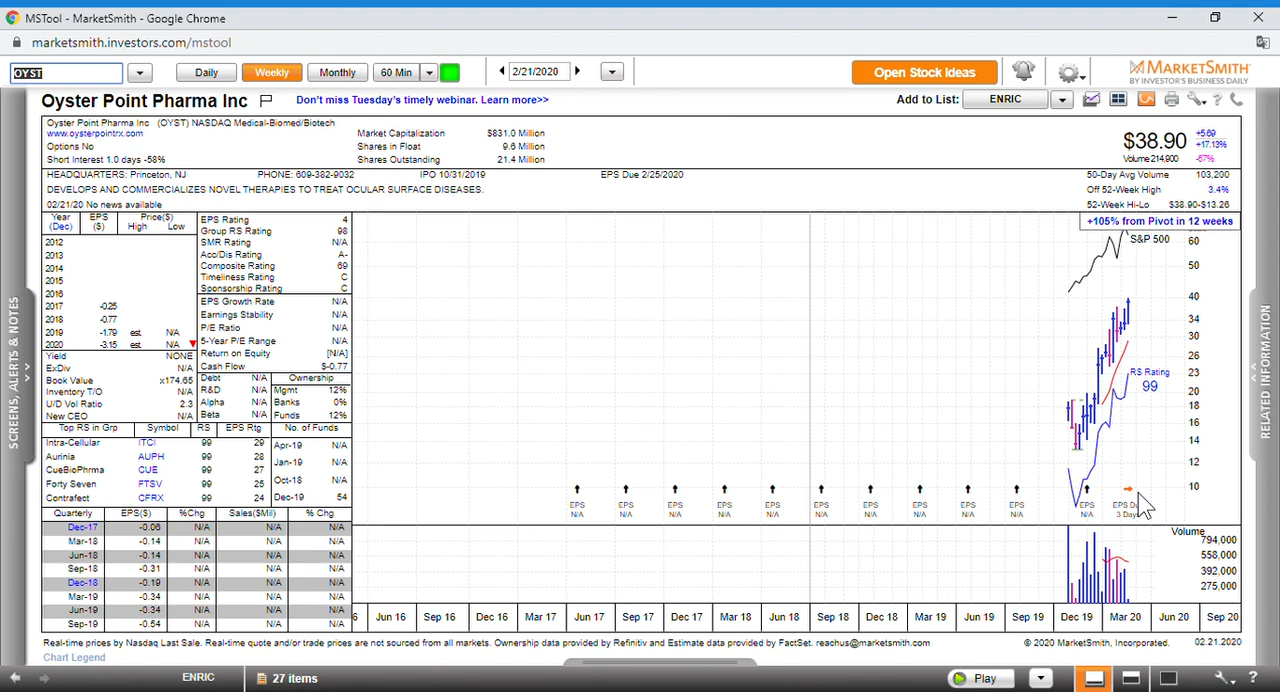 MSTool - MarketSmith - Google Chrome
marketsmith.investors.com/mstool
OYST Daily Weekly Monthly 60 Min 2/21/2020 Open Stock Ideas MARKETSMITH
BY INVESTOR'S BUSINESS DAILY
Oyster Point Pharma Inc Don't miss Tuesday's timely webinar. Learn more>> Add to List: ENRIC
Oyster Point Pharma Inc (OYST) NASDAQ Medical-Biomed/Biotech
www.oysterpointrx.com Market Capitalization $831.0 Million $38.90 +5.69
+17.13%
Options No Shares in Float 9.6 Million
Short Interest 1.0 days -58% Shares Outstanding 21.4 Million Volume 214,900 -57%
HEADQUARTERS: Princeton, NJ PHONE: 609-382-9032 IPO 10/31/2019 EPS Due 2/25/2020 50-Day Avg Volume 103,200
DEVELOPS AND COMMERCIALIZES NOVEL THERAPIES TO TREAT OCULAR SURFACE DISEASES. Off 52-Week High 3.4%
02/21/20 No news available 52-Week Hi-Lo $38.90-$13.26
+105% from Pivot in 12 weeks
Year EPS Price($)
(Dec) ($) High Low
2012
2013
2014
2015
2016
2017 -0.25
2018 -0.77
2019 -1.79 est N/A
2020 -3.15 est N/A
Yield NONE
ExDiv N/A
Book Value x174.65
Inventory T/O N/A
U/D Vol Ratio 2.3
New CEO N/A
EPS Rating 4
Group RS Rating 98
SMR Rating N/A
Acc/Dis Rating A-
Composite Rating 69
Timeliness Rating C
Sponsorship Rating C
EPS Growth Rate N/A
Earnings Stability N/A
P/E Ratio N/A
5-Year P/E Range N/A
Return on Equity [N/A]
Cash Flow $-0.77
Debt N/A
R&D N/A
Alpha N/A
Beta N/A
Ownership
Mgmt 12%
Banks 0%
Funds 12%
Top RS in Grp Symbol RS EPS Rtg
Intra-Cellular ITCI 99 29
Aurinia AUPH 99 28
CueBioPhrma CUE 99 27
Forty Seven FTSV 99 25
Contrafect CFRX 99 24
No. of Funds
Apr-19 N/A
Jan-19 N/A
Oct-18 N/A
Dec-19 54
Quarterly EPS($) %Chg Sales($Mil) % Chg
Dec-17 -0.06 N/A N/A N/A
Mar-18 -0.14 N/A N/A N/A
Jun-18 -0.14 N/A N/A N/A
Sep-18 -0.31 N/A N/A N/A
Dec-18 -0.19 N/A N/A N/A
Mar-19 -0.34 N/A N/A N/A
Jun-19 -0.34 N/A N/A N/A
Sep-19 -0.54 N/A N/A N/A
S&P 500
RS Rating
99
60
50
40
34
30
26
23
20
18
16
14
12
10
EPS EPS EPS EPS EPS EPS EPS EPS EPS EPS EPS EPS
N/A N/A N/A N/A N/A N/A N/A N/A N/A N/A N/A 3
Volume
794,000
558,000
392,000
275,000
6 Jun 16 Sep 16 Dec 16 Mar 17 Jun 17 Sep 17 Dec 17 Mar 18 Jun 18 Sep 18 Dec 18 Mar 19 Jun 19 Sep 19 Dec 19 Mar 20 Jun 20 Sep 20
Real-time prices by Nasdaq Last Sale. Real-time quote and/or trade prices are not sourced from all markets. Ownership data provided by Refinitiv and Estimate data provided by FactSet. reachus@marketsmith.com © 2020 MarketSmith, Incorporated. 02.21.2020
Chart Legend
SCREENS, ALERTS & NOTES
RELATED INFORMATION
ENRIC 27 items Play